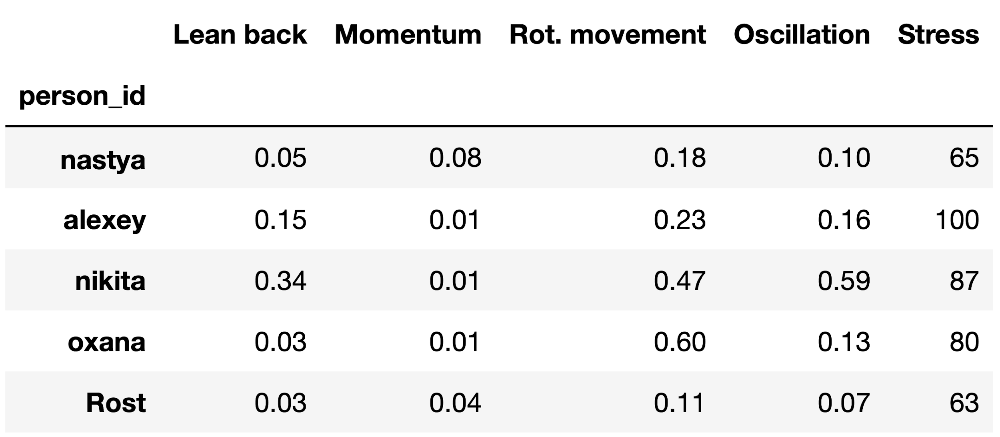 Lean back Momentum Rot. movement Oscillation Stress
person_id
nastya 0.05 0.08 0.18 0.10 65
alexey 0.15 0.01 0.23 0.16 100
nikita 0.34 0.01 0.47 0.59 87
oxana 0.03 0.01 0.60 0.13 80
Rost 0.03 0.04 0.11 0.07 63